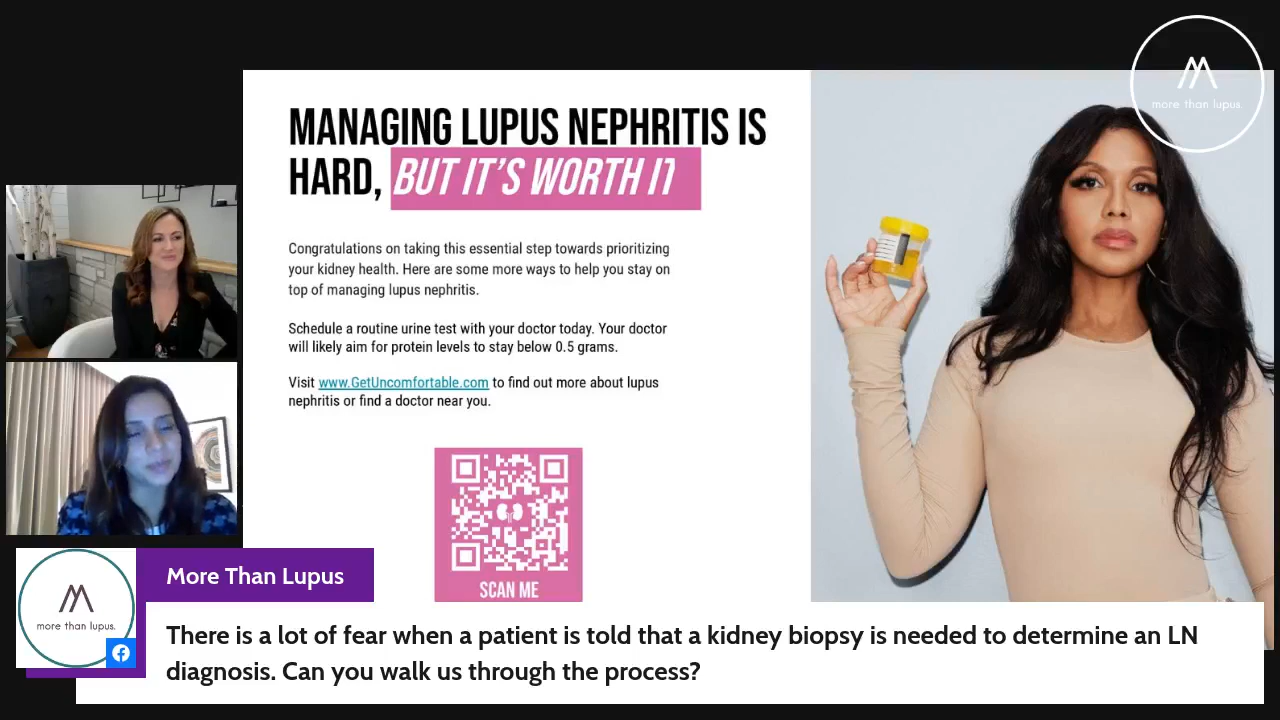 more than lupus.
MANAGING LUPUS NEPHRITIS IS
HARD, BUT IT'S WORTH IT
Congratulations on taking this essential step towards prioritizing
your kidney health. Here are some more ways to help you stay on
top of managing lupus nephritis.
Schedule a routine urine test with your doctor today. Your doctor
will likely aim for protein levels to stay below 0.5 grams.
Visit www.GetUncomfortable.com to find out more about lupus
nephritis or find a doctor near you.
SCAN ME
More Than Lupus
more than lupus.
There is a lot of fear when a patient is told that a kidney biopsy is needed to determine an LN
diagnosis. Can you walk us through the process?